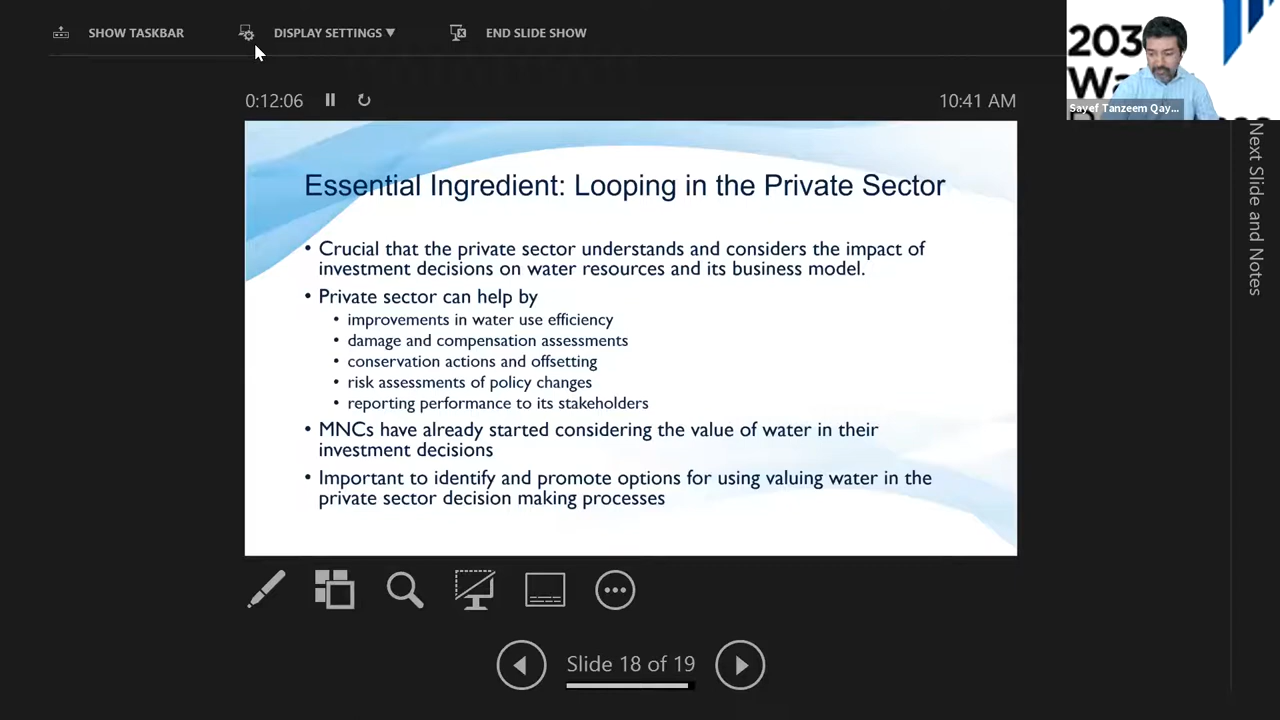 SHOW TASKBAR
DISPLAY SETTINGS ▼
END SLIDE SHOW
203
Wa
Sayef Tanzeem Qay...
0:12:06
10:41 AM
Next Slide and Notes
Essential Ingredient: Looping in the Private Sector
• Crucial that the private sector understands and considers the impact of
investment decisions on water resources and its business model.
• Private sector can help by
• improvements in water use efficiency
• damage and compensation assessments
• conservation actions and offsetting
• risk assessments of policy changes
• reporting performance to its stakeholders
• MNCs have already started considering the value of water in their
investment decisions
• Important to identify and promote options for using valuing water in the
private sector decision making processes
Slide 18 of 19